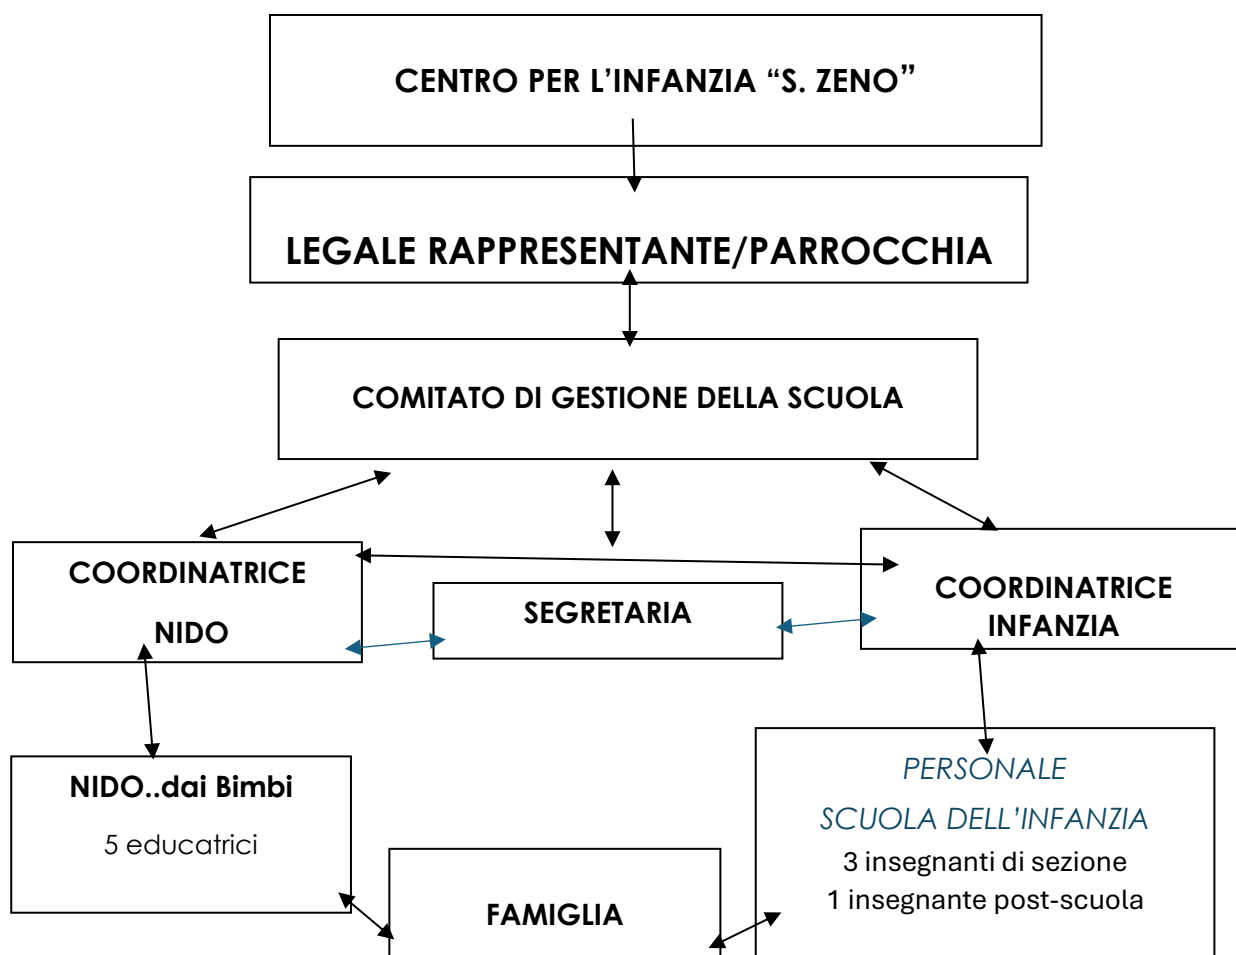 CENTRO PER L’INFANZIA “S. ZENO”
LEGALE RAPPRESENTANTE/PARROCCHIA
COMITATO DI GESTIONE DELLA SCUOLA
COORDINATRICE
NIDO
SEGRETARIA
COORDINATRICE
INFANZIA
NIDO..dai Bimbi
5 educatrici
FAMIGLIA
PERSONALE
SCUOLA DELL’INFANZIA
3 insegnanti di sezione
1 insegnante post-scuola